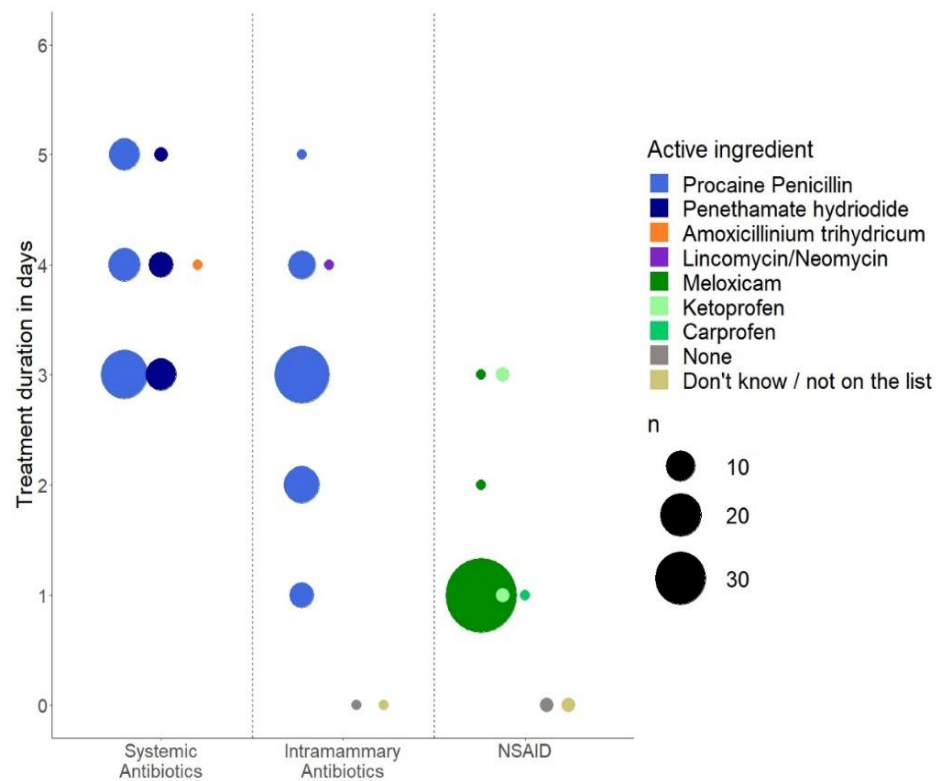 6
5
4
3
2
1
0
Treatment duration in days
Systemic
Antibiotics
Intramammary
Antibiotics
NSAID
Active ingredient
Procaine Penicillin
Penethamate hydriodide
Amoxicillinium trihydricum
Lincomycin/Neomycin
Meloxicam
Ketoprofen
Carprofen
None
Don't know / not on the list
n
10
20
30